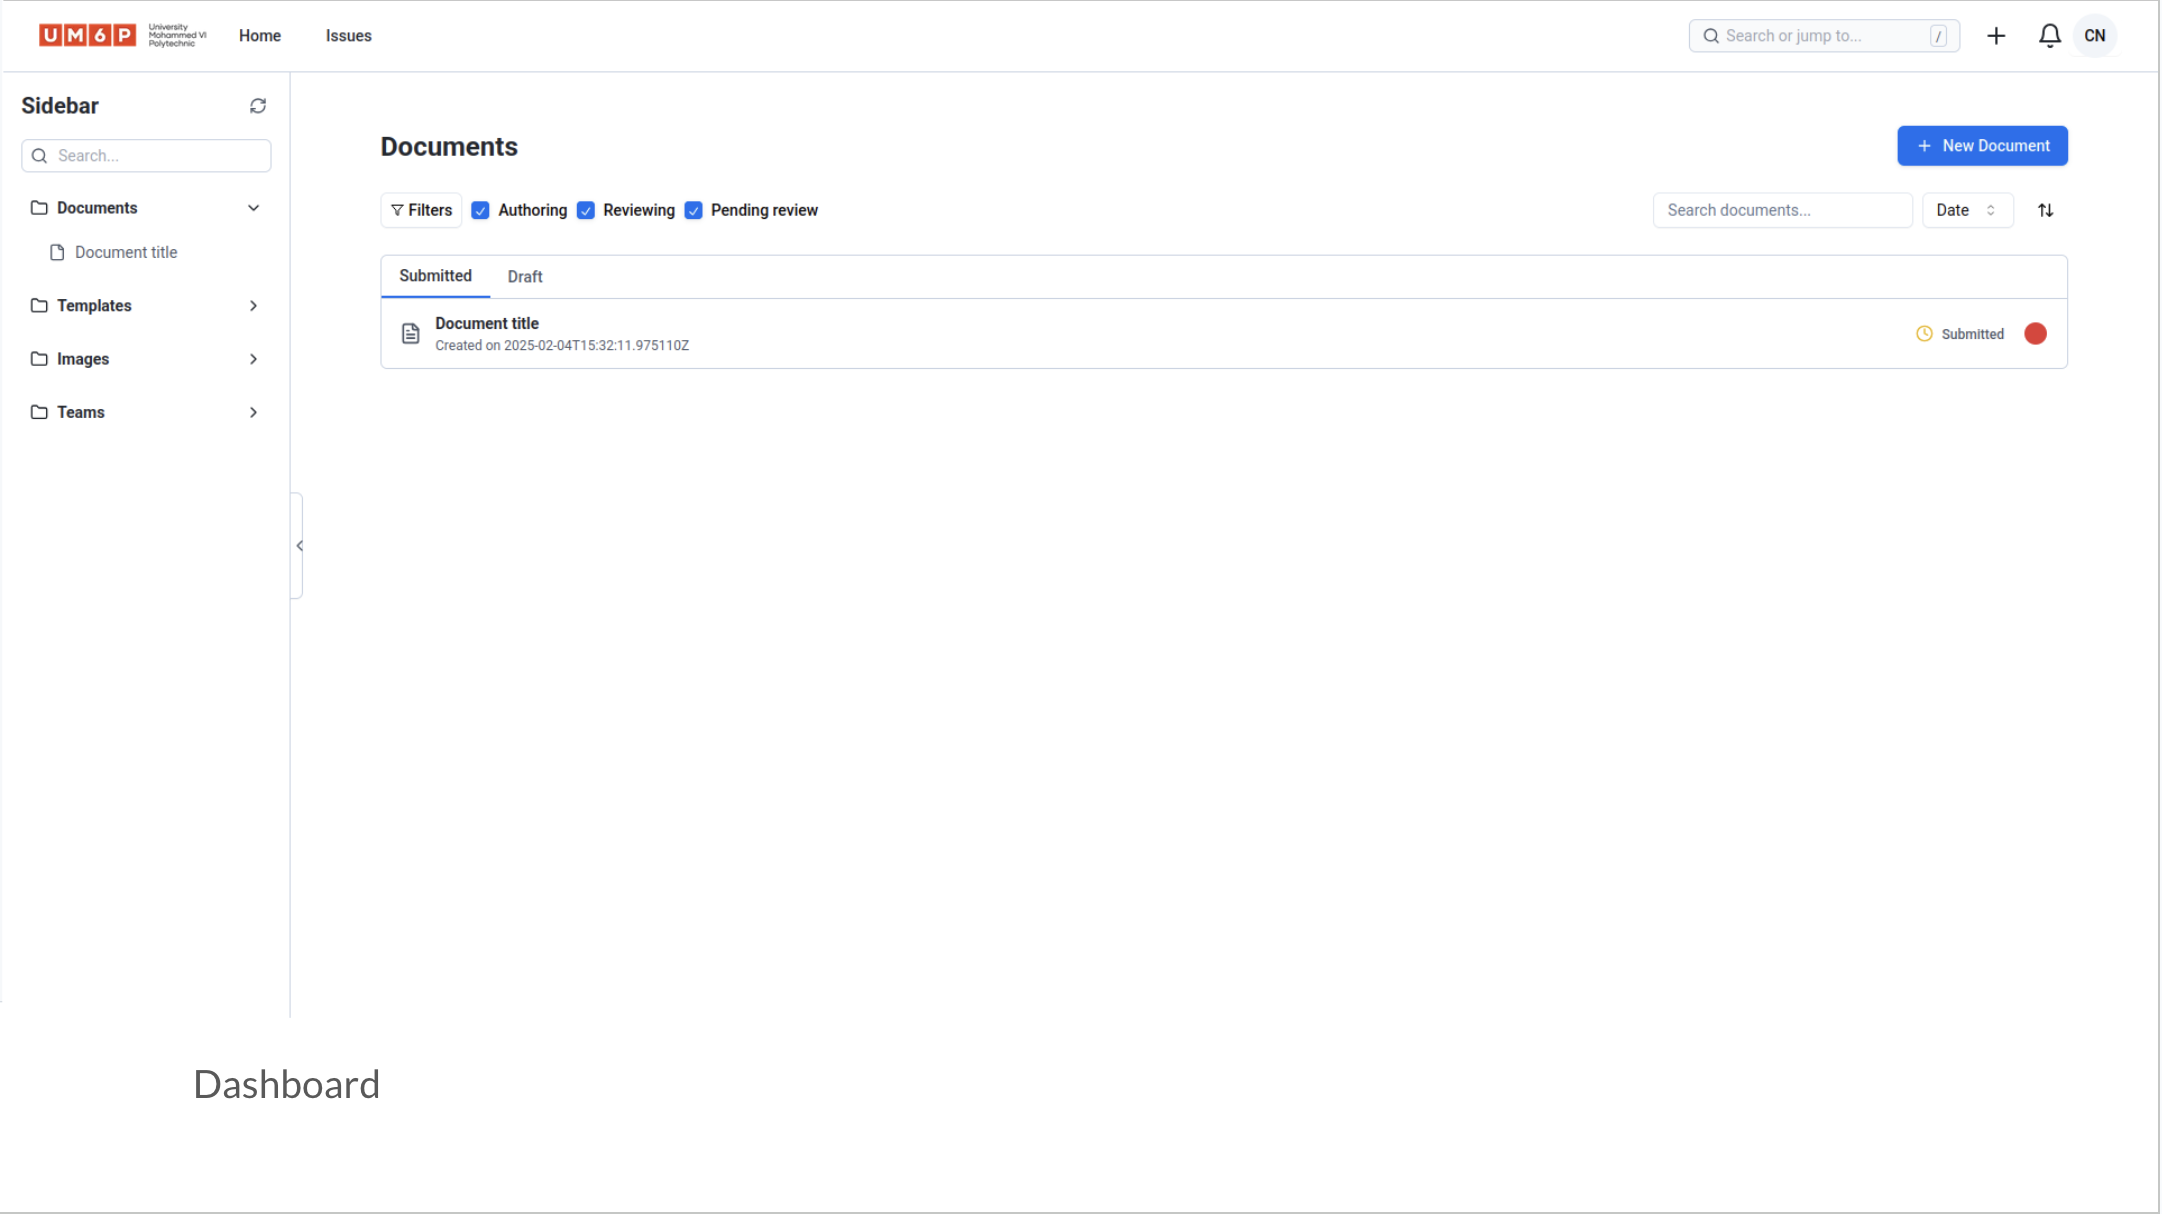 UM6P University
Mohammed VI
Polytechnic
Home Issues
Search or jump to... /
CN
Sidebar
Search...
Documents
Document title
Templates
Images
Teams
Documents
New Document
Filters Authoring Reviewing Pending review
Search documents... Date
Submitted Draft
Document title
Created on 2025-02-04T15:32:11.975110Z
Submitted
Dashboard